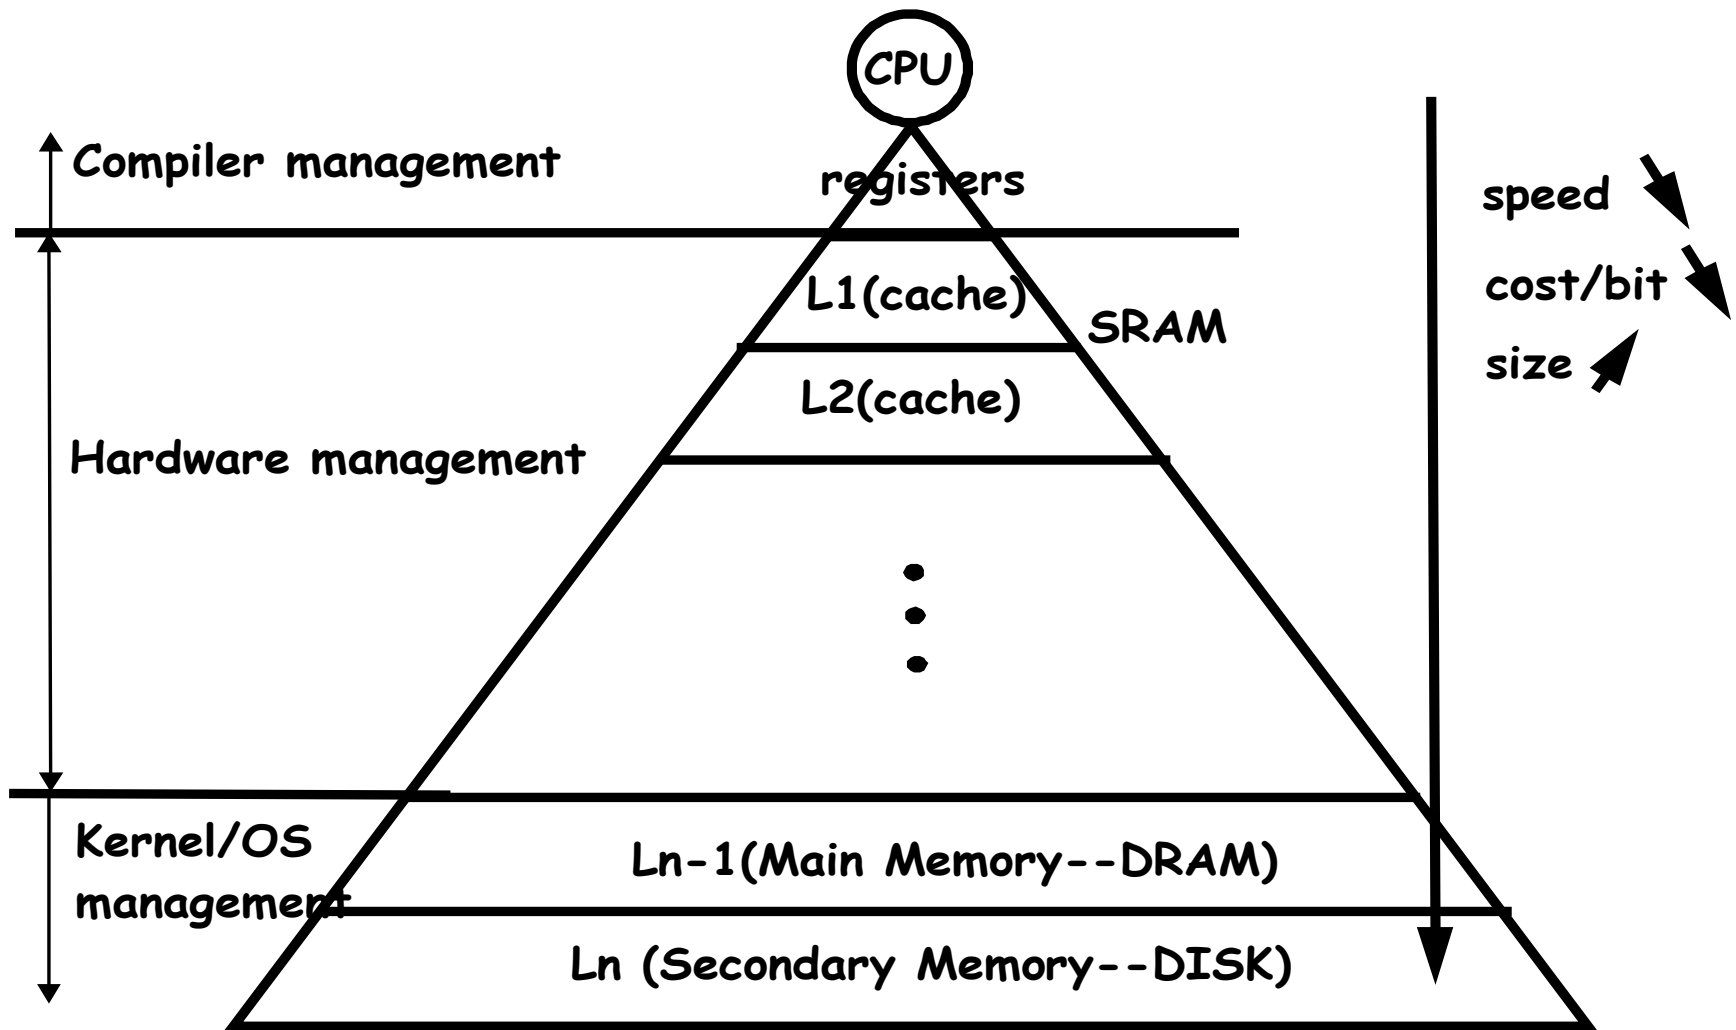 CPU
Compiler management
registers
speed
L1(cache)
cost/bit
SRAM
size
L2(cache)
Hardware management
Kernel/OS
management
Ln-1(Main Memory--DRAM)
Ln (Secondary Memory--DISK)